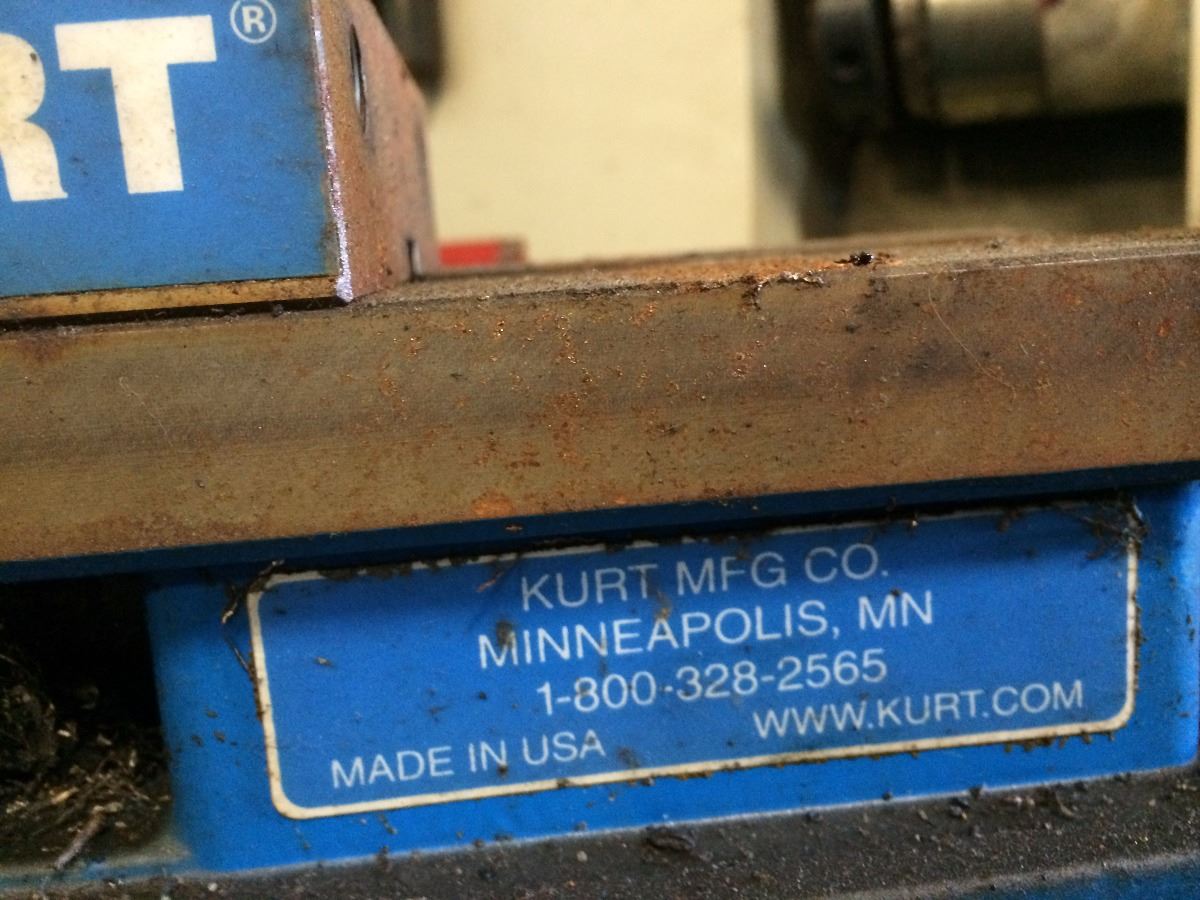 RT®
KURT MFG CO.
MINNEAPOLIS, MN
1-800-328-2565
WWW.KURT.COM
MADE IN USA